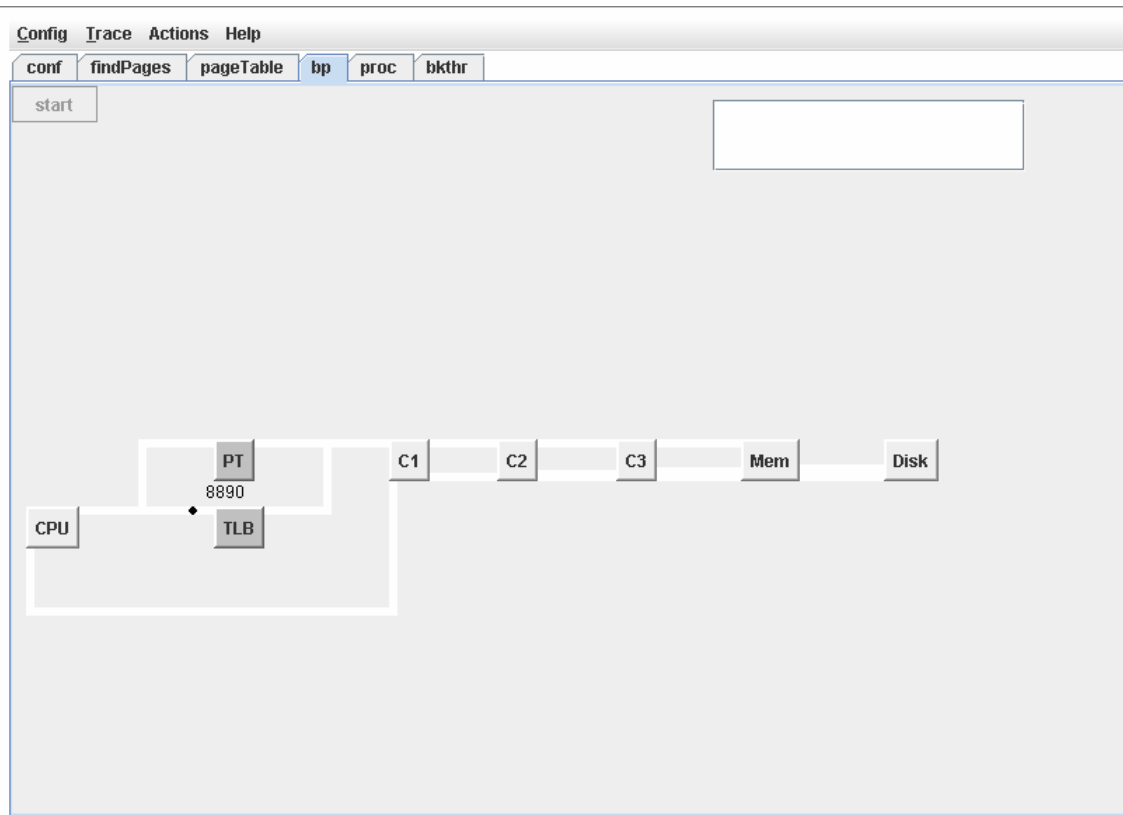 Config Trace Actions Help
conf findPages pageTable bp proc bkthr
start
PT C1 C2 C3 Mem Disk
8890
CPU TLB